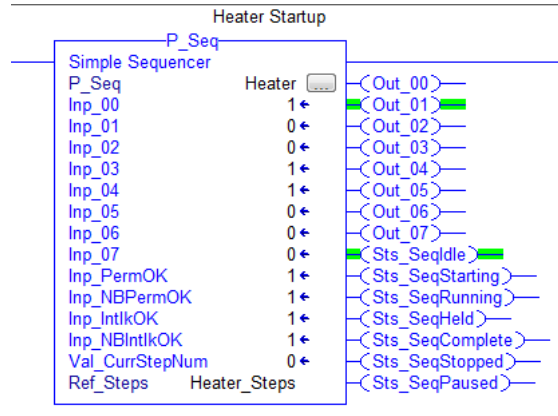 Heater Startup
P_Seq
Simple Sequencer
P_Seq Heater ... Out_00
Inp_00 1 Out_01
Inp_01 0 Out_02
Inp_02 0 Out_03
Inp_03 1 Out_04
Inp_04 1 Out_05
Inp_05 0 Out_06
Inp_06 0 Out_07
Inp_07 0 Sts_SeqIdle
Inp_PermOK 1 Sts_SeqStarting
Inp_NBPermOK 1 Sts_SeqRunning
Inp_IntlkOK 1 Sts_SeqHeld
Inp_NBIntlkOK 1 Sts_SeqComplete
Val_CurrStepNum 0 Sts_SeqStopped
Ref_Steps Heater_Steps Sts_SeqPaused